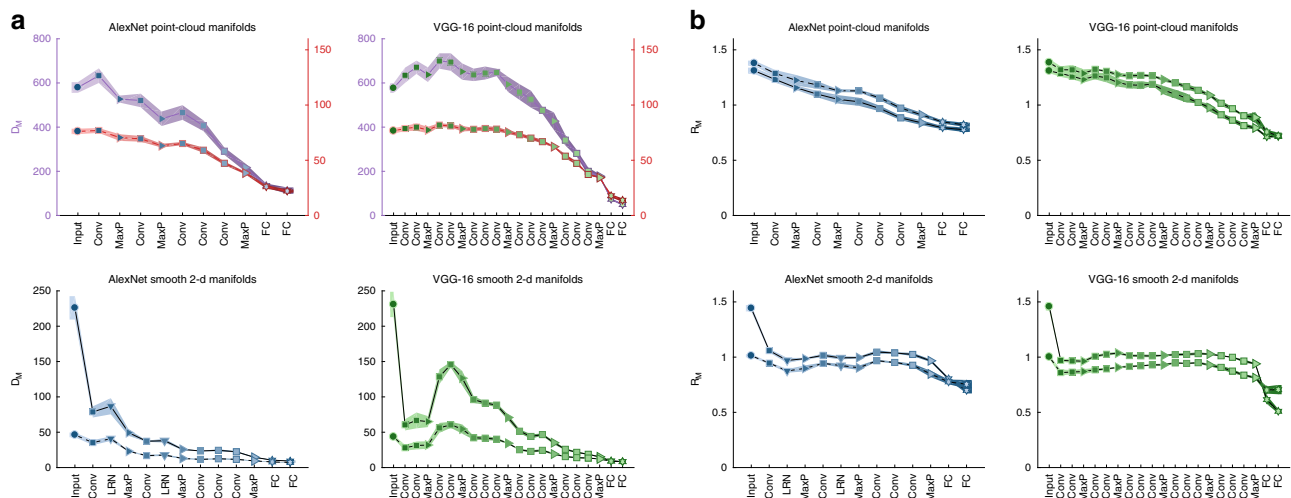 a
AlexNet point-cloud manifolds
800
600
400
200
0
D_M
150
100
50
0
Input
Conv
MaxP
Conv
MaxP
Conv
Conv
Conv
MaxP
FC
FC
VGG-16 point-cloud manifolds
800
600
400
200
0
150
100
50
0
Input
Conv
Conv
MaxP
Conv
Conv
MaxP
Conv
Conv
Conv
MaxP
Conv
Conv
Conv
MaxP
Conv
Conv
Conv
MaxP
FC
FC
b
AlexNet point-cloud manifolds
1.5
1
0.5
0
R_M
Input
Conv
MaxP
Conv
MaxP
Conv
Conv
Conv
MaxP
FC
FC
VGG-16 point-cloud manifolds
1.5
1
0.5
0
Input
Conv
Conv
MaxP
Conv
Conv
MaxP
Conv
Conv
Conv
MaxP
Conv
Conv
Conv
MaxP
Conv
Conv
Conv
MaxP
FC
FC
AlexNet smooth 2-d manifolds
250
200
150
100
50
0
D_M
Input
Conv
LRN
MaxP
Conv
LRN
MaxP
Conv
Conv
Conv
MaxP
FC
FC
VGG-16 smooth 2-d manifolds
250
200
150
100
50
0
Input
Conv
Conv
MaxP
Conv
Conv
MaxP
Conv
Conv
Conv
MaxP
Conv
Conv
Conv
MaxP
Conv
Conv
Conv
MaxP
FC
FC
AlexNet smooth 2-d manifolds
1.5
1
0.5
0
R_M
Input
Conv
LRN
MaxP
Conv
LRN
MaxP
Conv
Conv
Conv
MaxP
FC
FC
VGG-16 smooth 2-d manifolds
1.5
1
0.5
0
Input
Conv
Conv
MaxP
Conv
Conv
MaxP
Conv
Conv
Conv
MaxP
Conv
Conv
Conv
MaxP
Conv
Conv
Conv
MaxP
FC
FC